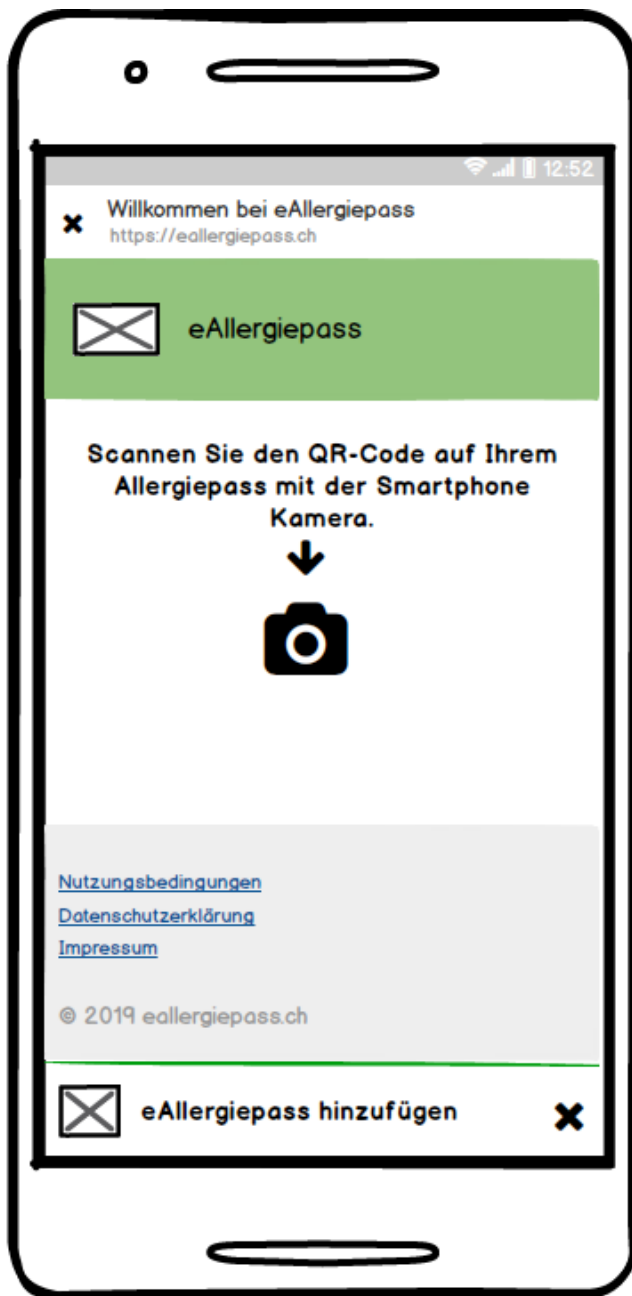 12:52
Willkommen bei eAllergiepass
https://eallergiepass.ch
eAllergiepass
Scannen Sie den QR-Code auf Ihrem
Allergiepass mit der Smartphone
Kamera.
Nutzungsbedingungen
Datenschutzerklärung
Impressum
© 2019 eallergiepass.ch
eAllergiepass hinzufügen